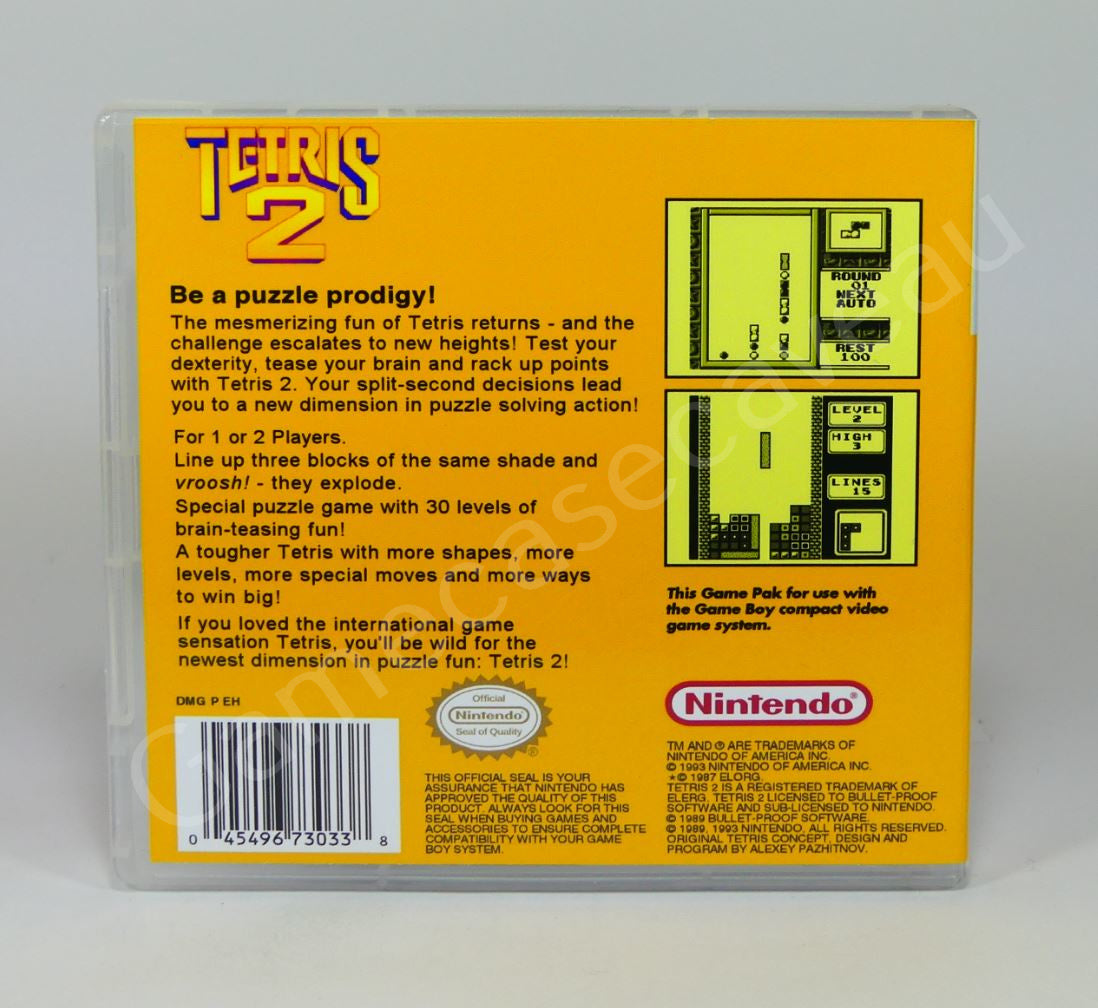 TETRIS
2
Be a puzzle prodigy!
The mesmerizing fun of Tetris returns - and the
challenge escalates to new heights! Test your
dexterity, tease your brain and rack up points
with Tetris 2. Your split-second decisions lead
you to a new dimension in puzzle solving action!
For 1 or 2 Players.
Line up three blocks of the same shade and
vroosh! - they explode.
Special puzzle game with 30 levels of
brain-teasing fun!
A tougher Tetris with more shapes, more
levels, more special moves and more ways
to win big!
If you loved the international game
sensation Tetris, you'll be wild for the
newest dimension in puzzle fun: Tetris 2!
DMG P EH
0 45496 73033 8
Official
Nintendo
Seal of Quality
®
THIS OFFICIAL SEAL IS YOUR
ASSURANCE THAT NINTENDO HAS
APPROVED THE QUALITY OF THIS
PRODUCT. ALWAYS LOOK FOR THIS
SEAL WHEN BUYING GAMES AND
ACCESSORIES TO ENSURE COMPLETE
COMPATIBILITY WITH YOUR GAME
BOY SYSTEM.
ROUND
01
NEXT
AUTO
REST
100
LEVEL
2
HIGH
3
LINES
15
This Game Pak for use with
the Game Boy compact video
game system.
Nintendo®
TM AND ® ARE TRADEMARKS OF
NINTENDO OF AMERICA INC.
© 1993 NINTENDO OF AMERICA INC.
★© 1987 ELORG.
TETRIS 2 IS A REGISTERED TRADEMARK OF
ELERG. TETRIS 2 LICENSED TO BULLET-PROOF
SOFTWARE AND SUB-LICENSED TO NINTENDO.
© 1989 BULLET-PROOF SOFTWARE.
© 1989, 1993 NINTENDO. ALL RIGHTS RESERVED.
ORIGINAL TETRIS CONCEPT, DESIGN AND
PROGRAM BY ALEXEY PAZHITNOV.
Gamecasecaveau